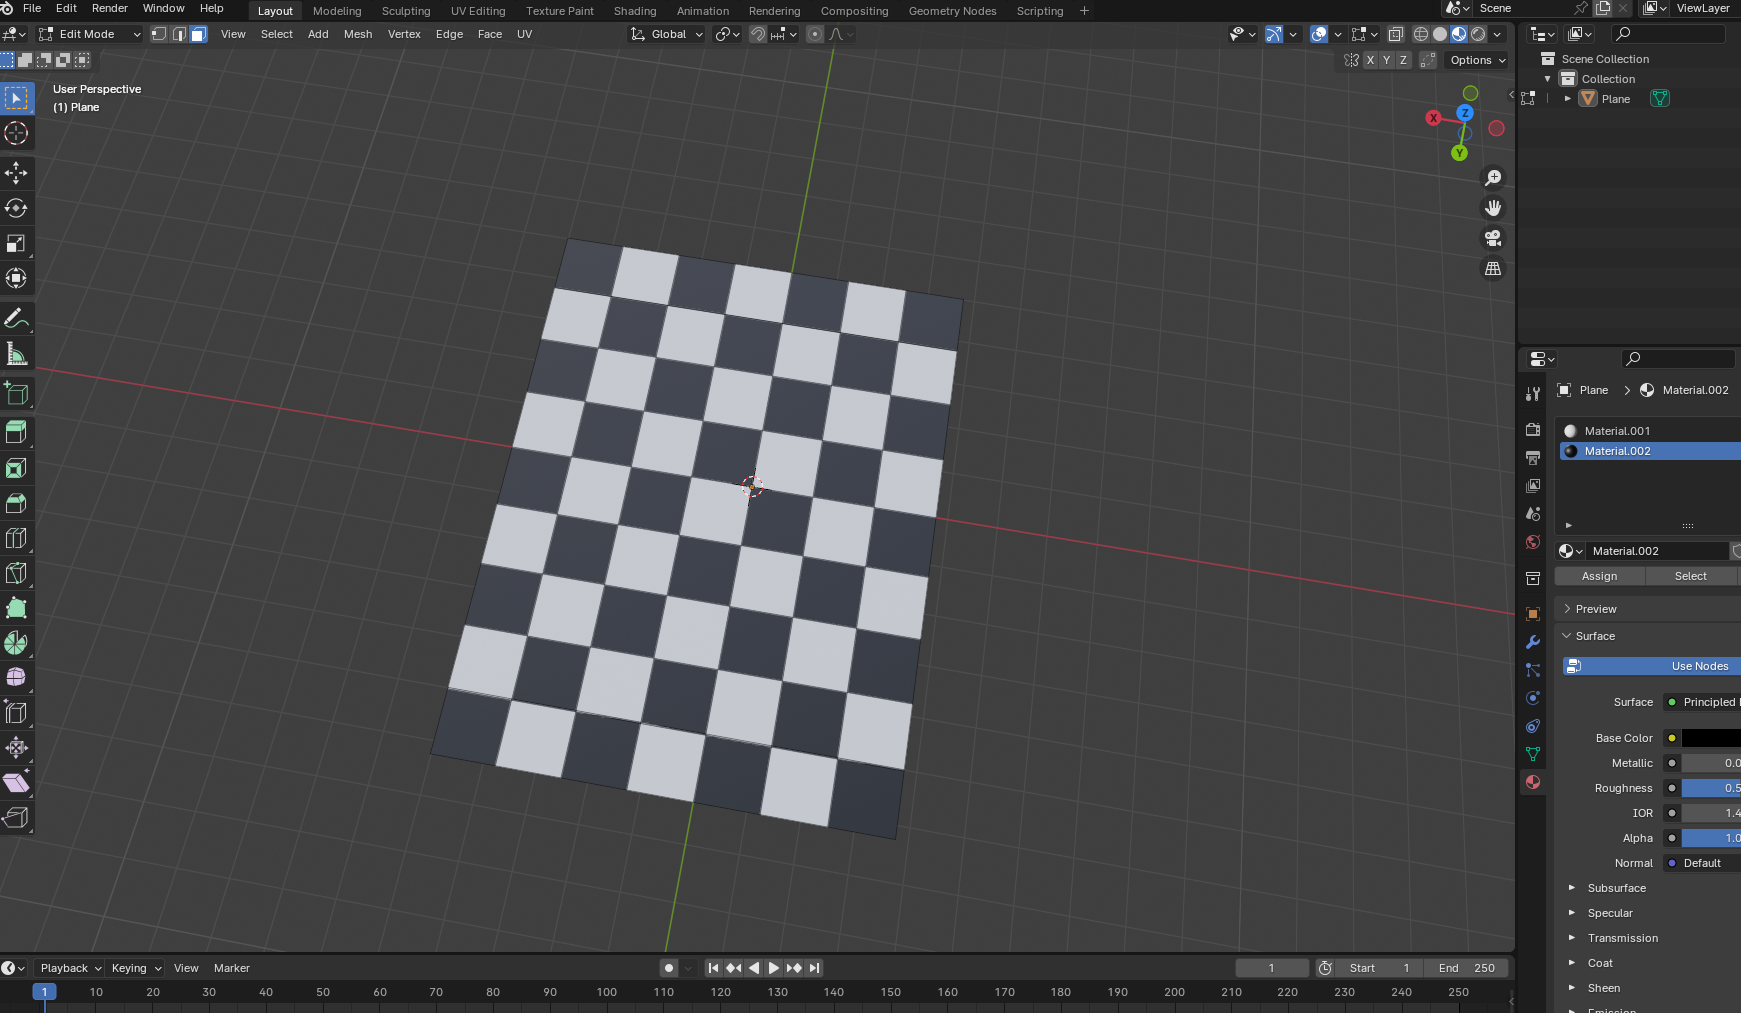 File Edit Render Window Help Layout Modeling Sculpting UV Editing Texture Paint Shading Animation Rendering Compositing Geometry Nodes Scripting + Scene ViewLayer
Edit Mode View Select Add Mesh Vertex Edge Face UV Global
X Y Z Options
User Perspective
(1) Plane
Scene Collection
Collection
Plane
X Z
Y
Plane > Material.002
Material.001
Material.002
Material.002
Assign Select
Preview
Surface
Use Nodes
Surface Principled
Base Color
Metallic 0.0
Roughness 0.5
IOR 1.4
Alpha 1.0
Normal Default
Subsurface
Specular
Transmission
Coat
Sheen
Playback Keying View Marker 1 Start 1 End 250
1 10 20 30 40 50 60 70 80 90 100 110 120 130 140 150 160 170 180 190 200 210 220 230 240 250